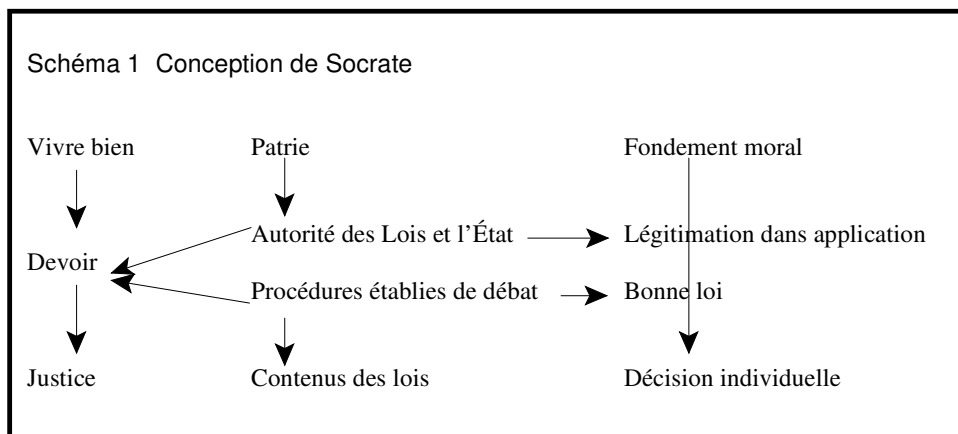 Schéma 1 Conception de Socrate
Vivre bien Patrie Fondement moral
Autorité des Lois et l’État Légitimation dans application
Devoir
Procédures établies de débat Bonne loi
Justice Contenus des lois Décision individuelle